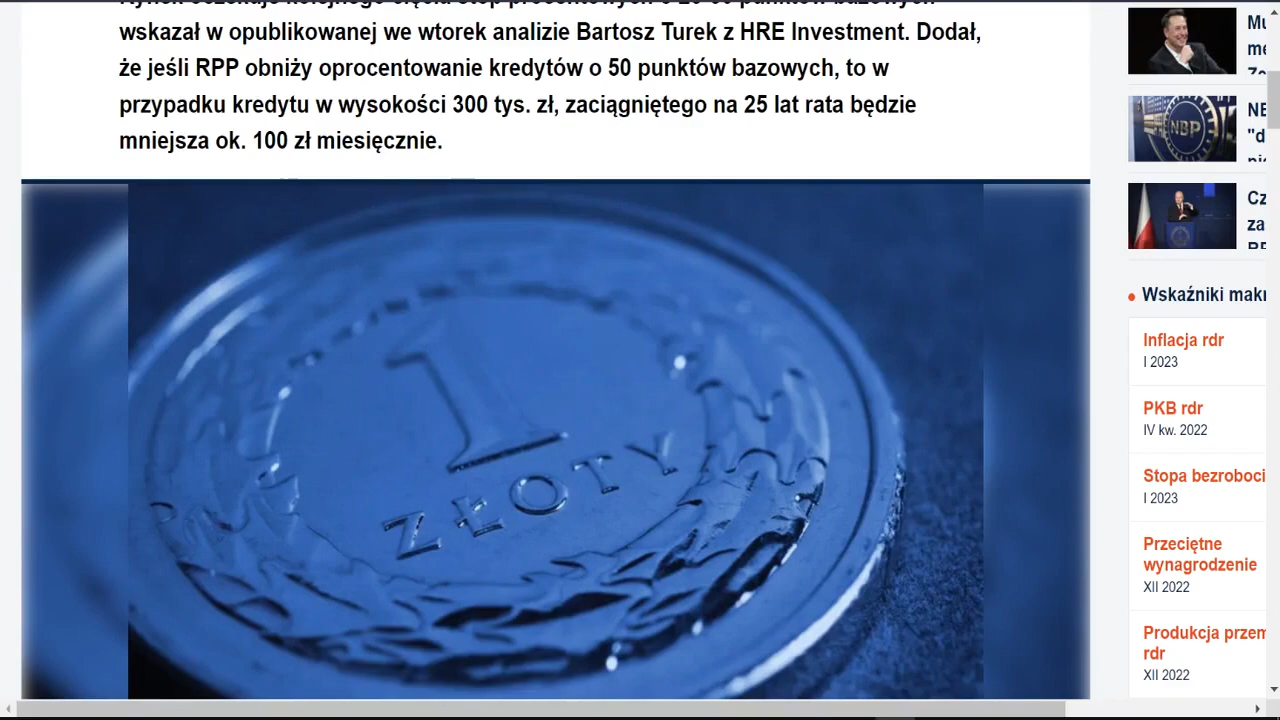 wskazał w opublikowanej we wtorek analizie Bartosz Turek z HRE Investment. Dodał,
że jeśli RPP obniży oprocentowanie kredytów o 50 punktów bazowych, to w
przypadku kredytu w wysokości 300 tys. zł, zaciągniętego na 25 lat rata będzie
mniejsza ok. 100 zł miesięcznie.
1
ZŁOTY
NBP
Wskaźniki makr
Inflacja rdr
I 2023
PKB rdr
IV kw. 2022
Stopa bezroboci
I 2023
Przeciętne
wynagrodzenie
XII 2022
Produkcja przem
rdr
XII 2022